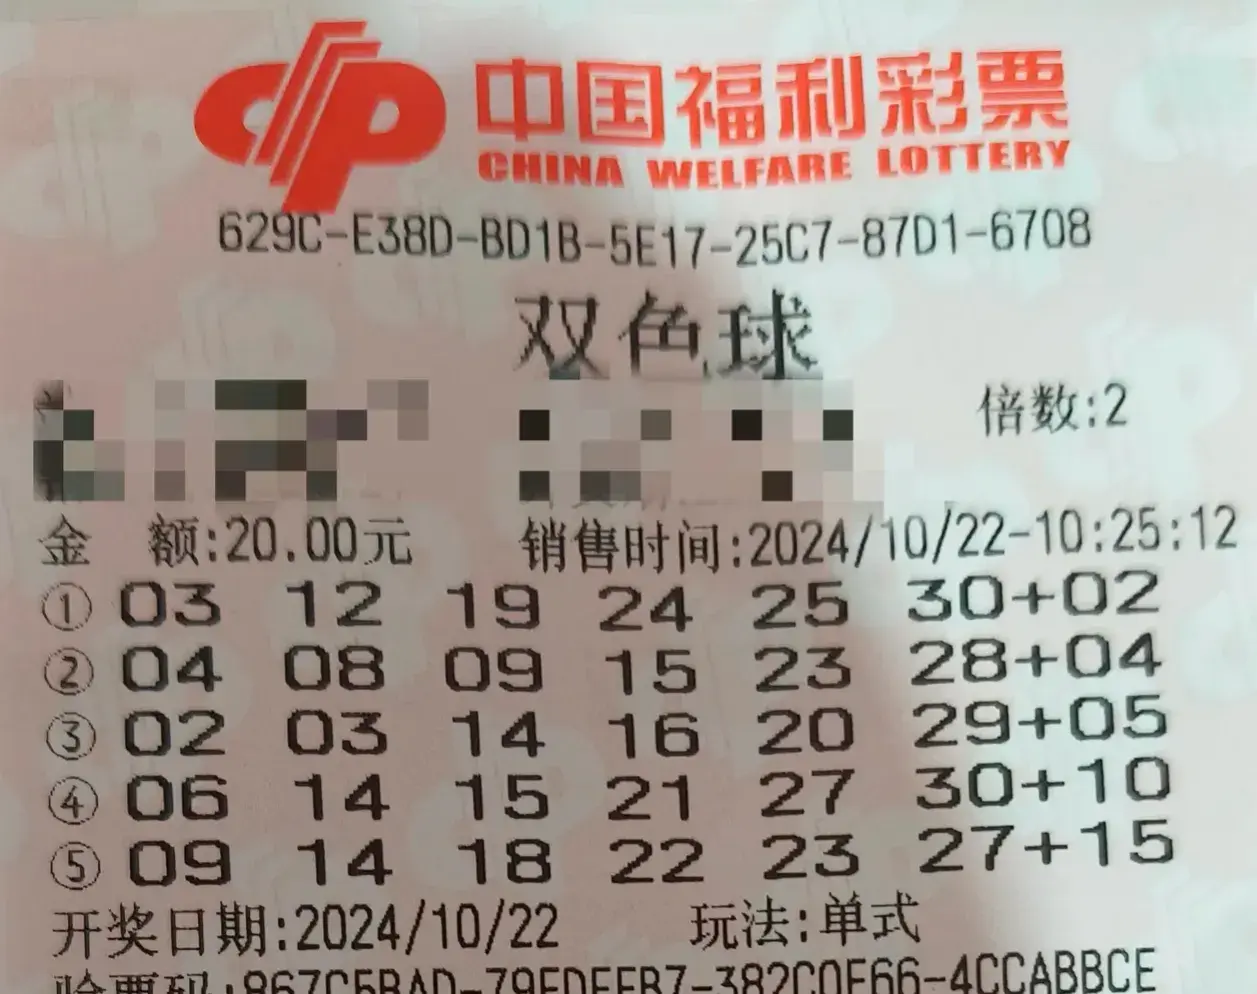 中国福利彩票
CHINA WELFARE LOTTERY
629C-E38D-BD1B-5E17-25C7-87D1-6708
双色球
倍数:2
金 额:20.00元 销售时间:2024/10/22-10:25:12
① 03 12 19 24 25 30+02
② 04 08 09 15 23 28+04
③ 02 03 14 16 20 29+05
④ 06 14 15 21 27 30+10
⑤ 09 14 18 22 23 27+15
开奖日期:2024/10/22 玩法:单式
验票码:867C5BAD-79EDEFB7-382C0E66-4CCABBCE